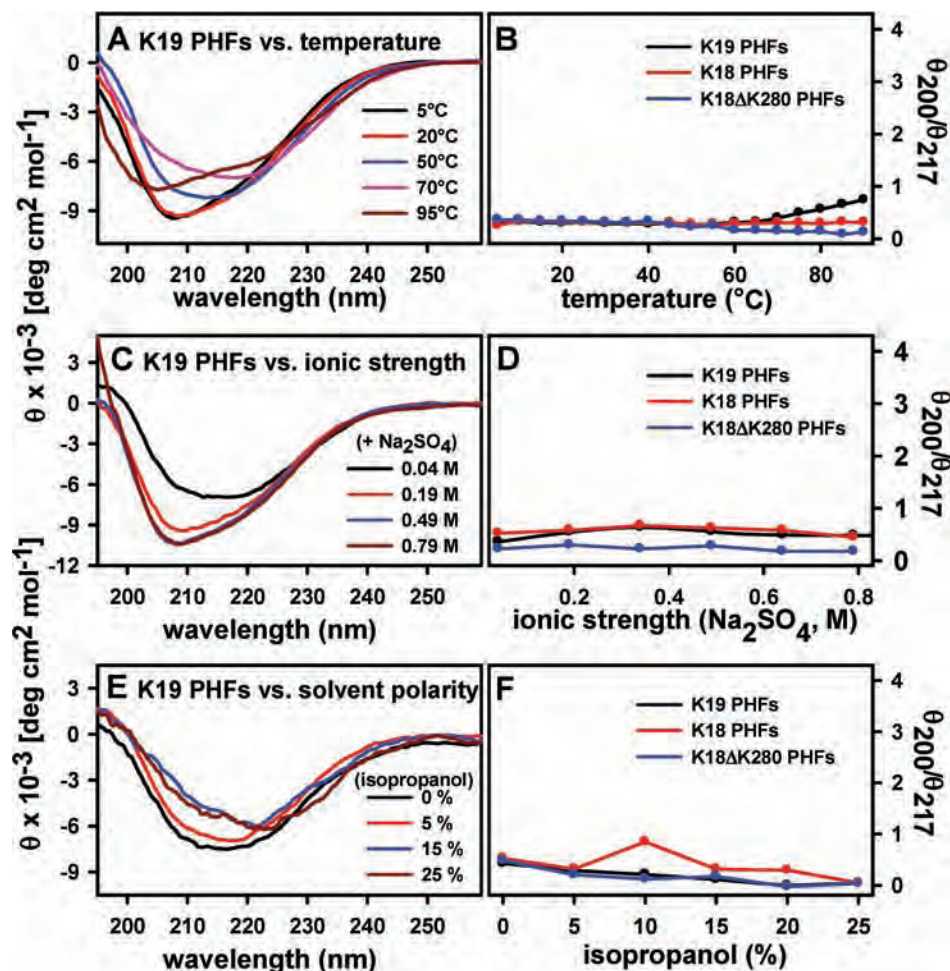 A K19 PHFs vs. temperature
0
-3
-6
-9
5°C
20°C
50°C
70°C
95°C
200 210 220 230 240 250
wavelength (nm)
B
K19 PHFs
K18 PHFs
K18ΔK280 PHFs
4
3
2
1
0
θ200/θ217
20 40 60 80
temperature (°C)
θ x 10-3 [deg cm2 mol-1]
C K19 PHFs vs. ionic strength
3
0
-3
-6
-9
-12
(+ Na2SO4)
0.04 M
0.19 M
0.49 M
0.79 M
200 210 220 230 240 250
wavelength (nm)
D
K19 PHFs
K18 PHFs
K18ΔK280 PHFs
4
3
2
1
0
θ200/θ217
0.2 0.4 0.6 0.8
ionic strength (Na2SO4, M)
θ x 10-3 [deg cm2 mol-1]
E K19 PHFs vs. solvent polarity
3
0
-3
-6
-9
(isopropanol)
0 %
5 %
15 %
25 %
200 210 220 230 240 250
wavelength (nm)
F
K19 PHFs
K18 PHFs
K18ΔK280 PHFs
4
3
2
1
0
θ200/θ217
0 5 10 15 20 25
isopropanol (%)